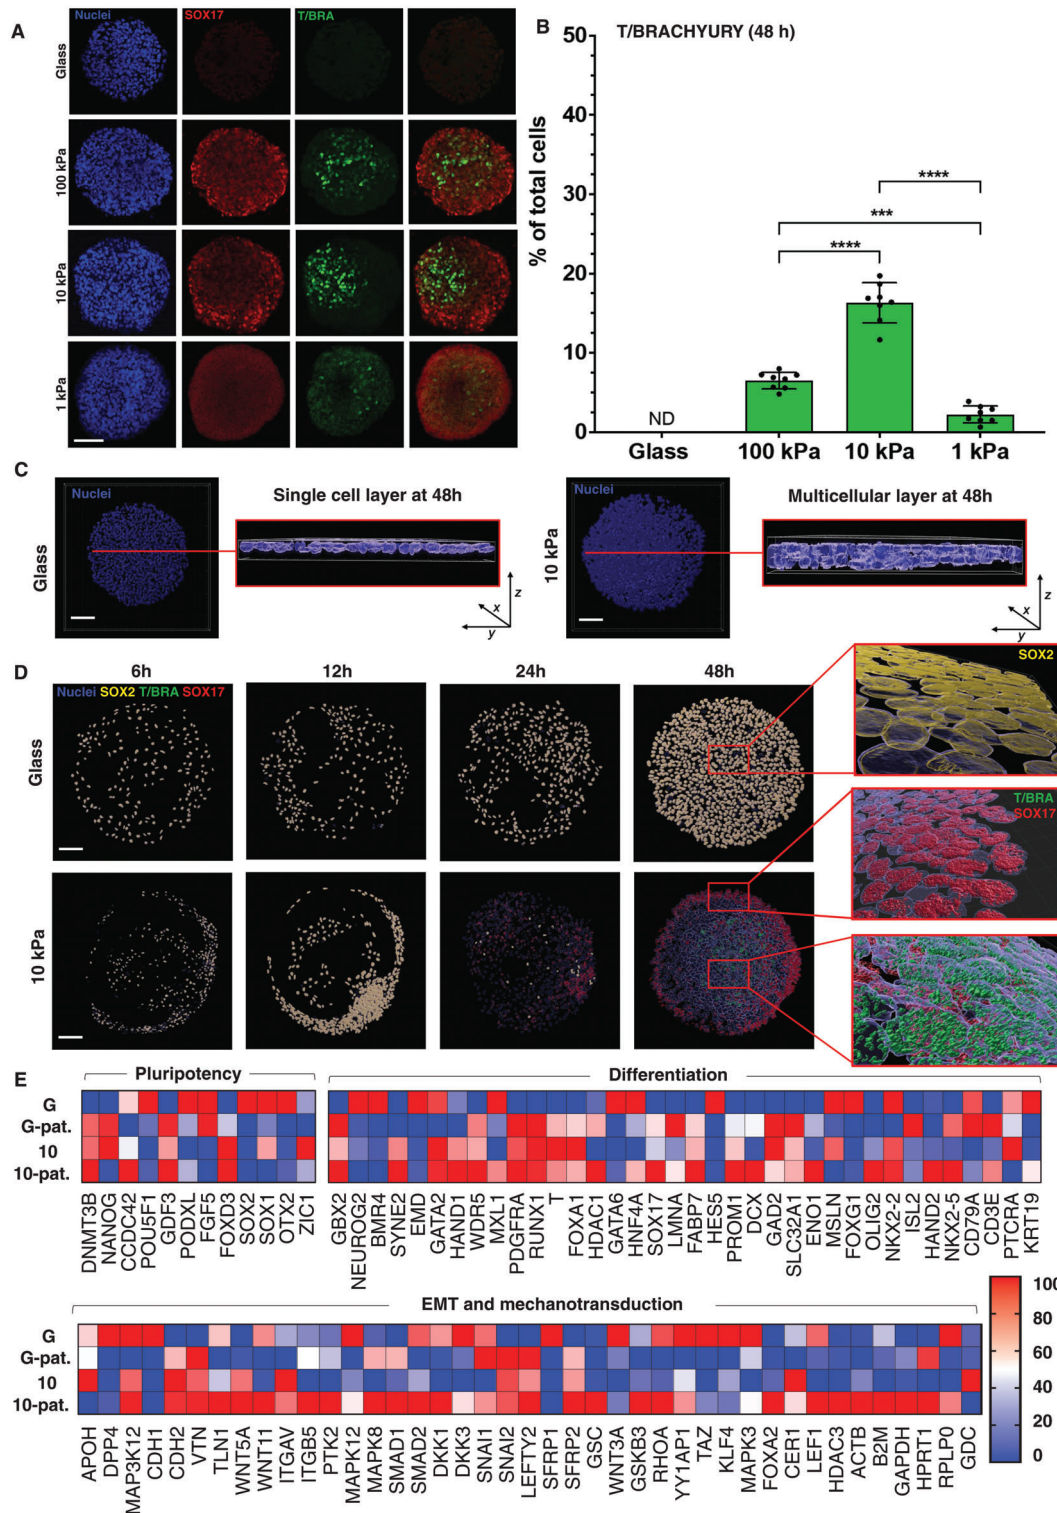 A
Nuclei
SOX17
T/BRA
Glass
100 kPa
10 kPa
1 kPa
B
T/BRACHYURY (48 h)
% of total cells
50
40
30
20
10
0
****
***
****
ND
Glass
100 kPa
10 kPa
1 kPa
C
Nuclei
Glass
Single cell layer at 48h
z
x
y
Nuclei
10 kPa
Multicellular layer at 48h
z
x
y
D
6h
12h
24h
48h
Nuclei SOX2 T/BRA SOX17
Glass
10 kPa
SOX2
T/BRA
SOX17
E
Pluripotency
Differentiation
G
G-pat.
10
10-pat.
DNMT3B
NANOG
CCDC42
POU5F1
GDF3
PODXL
FGF5
FOXD3
SOX2
SOX1
OTX2
ZIC1
GBX2
NEUROG2
BMR4
SYNE2
EMD
GATA2
HAND1
WDR5
MXL1
PDGFRA
RUNX1
T
FOXA1
HDAC1
GATA6
HNF4A
SOX17
LMNA
FABP7
HES5
PROM1
DCX
GAD2
SLC32A1
ENO1
MSLN
FOXG1
OLIG2
NKX2-2
ISL2
HAND2
NKX2-5
CD79A
CD3E
PTCRA
KRT19
EMT and mechanotransduction
G
G-pat.
10
10-pat.
APOH
DPP4
MAP3K12
CDH1
CDH2
VTN
TLN1
WNT5A
WNT11
ITGAV
ITGB5
PTK2
MAPK12
MAPK8
SMAD1
SMAD2
DKK1
DKK3
SNAI1
SNAI2
LEFTY2
SFRP1
SFRP2
GSC
WNT3A
GSKB3
RHOA
YY1AP1
TAZ
KLF4
MAPK3
FOXA2
CER1
LEF1
HDAC3
ACTB
B2M
GAPDH
HPRT1
RPLP0
GDC
100
80
60
40
20
0